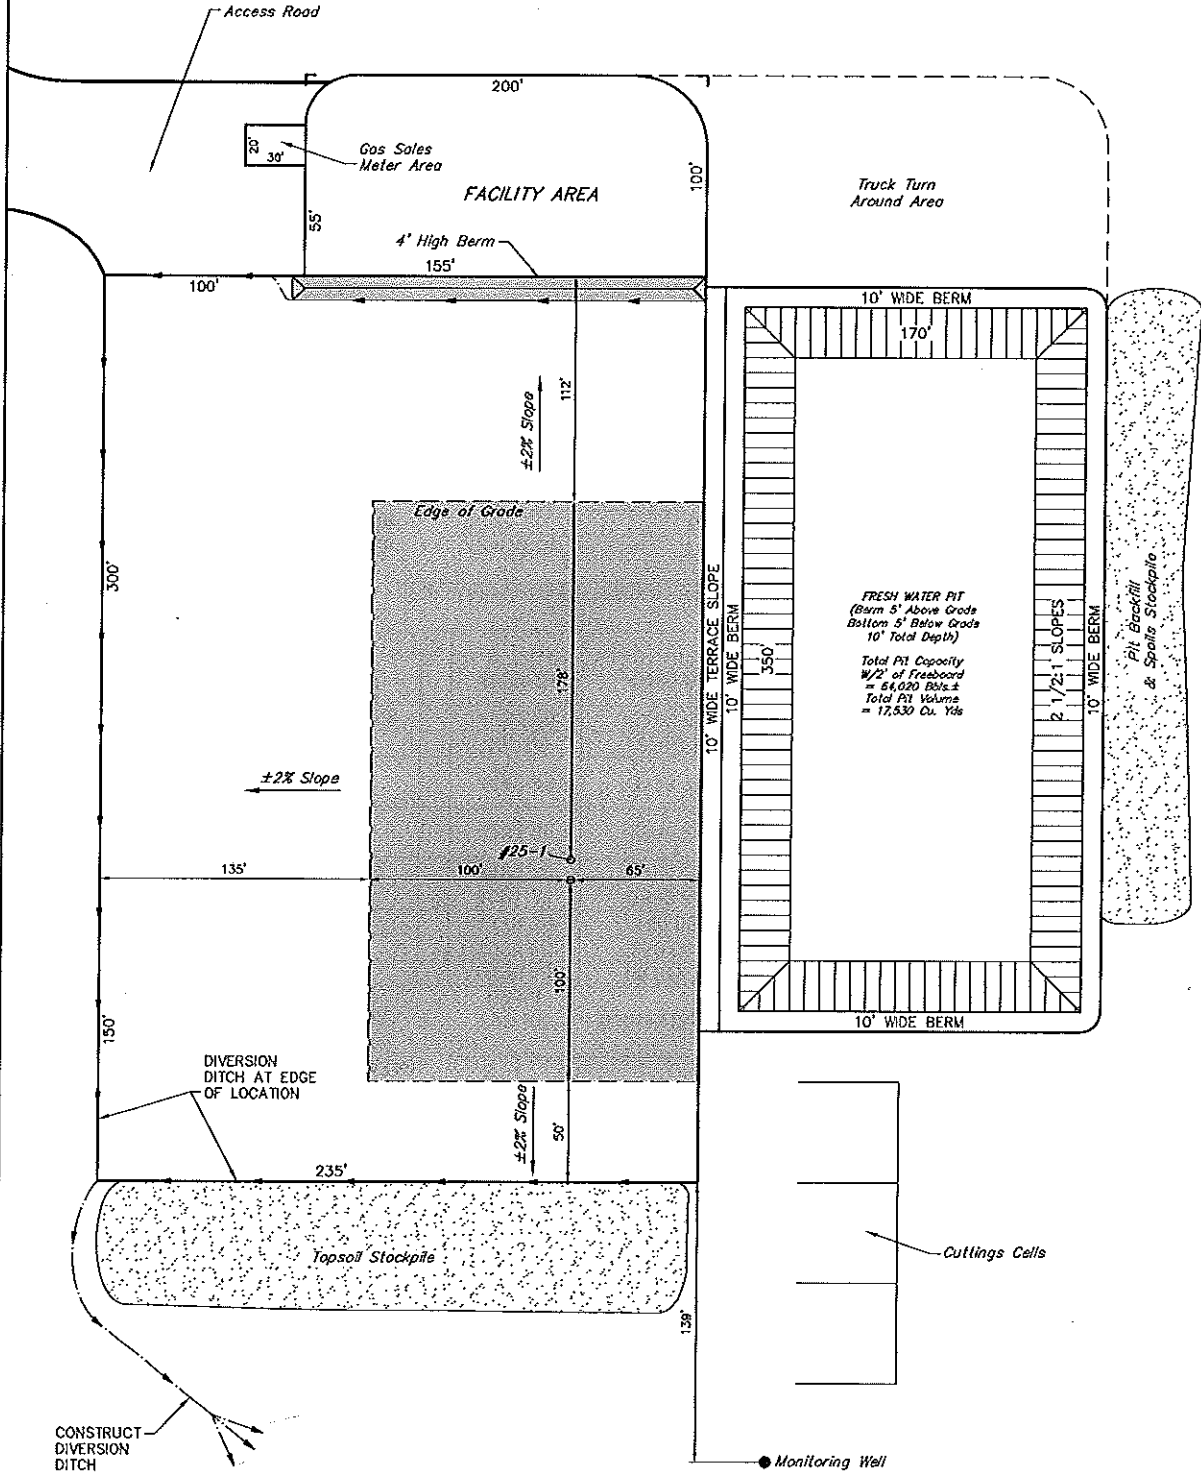 Access Road
200'
20'
30'
Gas Sales
Meter Area
FACILITY AREA
100'
Truck Turn
Around Area
55'
4' High Berm
155'
100'
10' WIDE BERM
170'
112'
±2% Slope
Edge of Grade
300'
10' WIDE TERRACE SLOPE
10' WIDE BERM
350'
FRESH WATER PIT
(Berm 5' Above Grade
Bottom 5' Below Grade
10' Total Depth)
Total Pit Capacity
W/2' of Freeboard
= 54,020 Bbls.±
Total Pit Volume
= 17,530 Cu. Yds
2 1/2:1 SLOPES
10' WIDE BERM
Pit Backfill
& Spoils Stockpile
178'
±2% Slope
#25-1
135'
100'
65'
100'
150'
10' WIDE BERM
DIVERSION
DITCH AT EDGE
OF LOCATION
±2% Slope
50'
235'
Topsoil Stockpile
Cuttings Cells
139'
CONSTRUCT
DIVERSION
DITCH
Monitoring Well